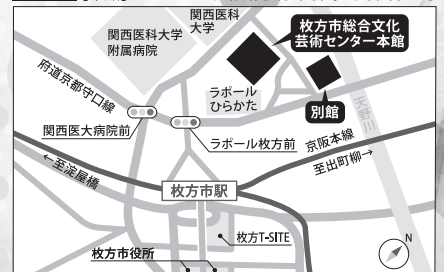 関西医科
大学
関西医科大学
附属病院
枚方市総合文化
芸術センター本館
府道京都守口線
ラポール
ひらかた
別館
天野川
関西医大病院前
ラポール枚方前
京阪本線
至出町柳→
←至淀屋橋
枚方市駅
N
枚方T-SITE
枚方市役所